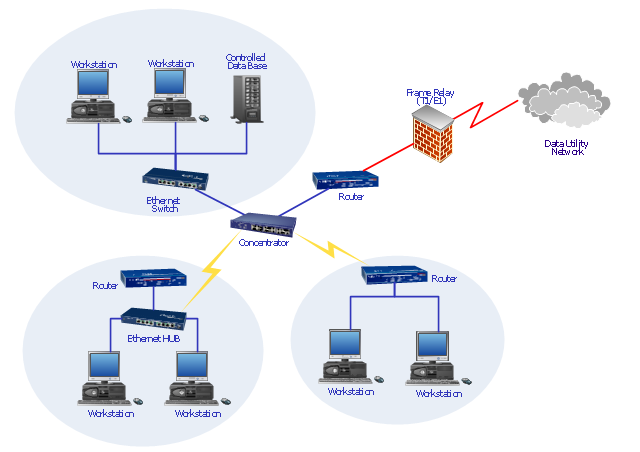 Workstation
Workstation
Controlled
Data Base
Frame Relay
(T1/E1)
Data Utility
Network
Ethernet
Switch
Router
Concentrator
Router
Router
Ethernet HUB
Workstation
Workstation
Workstation
Workstation